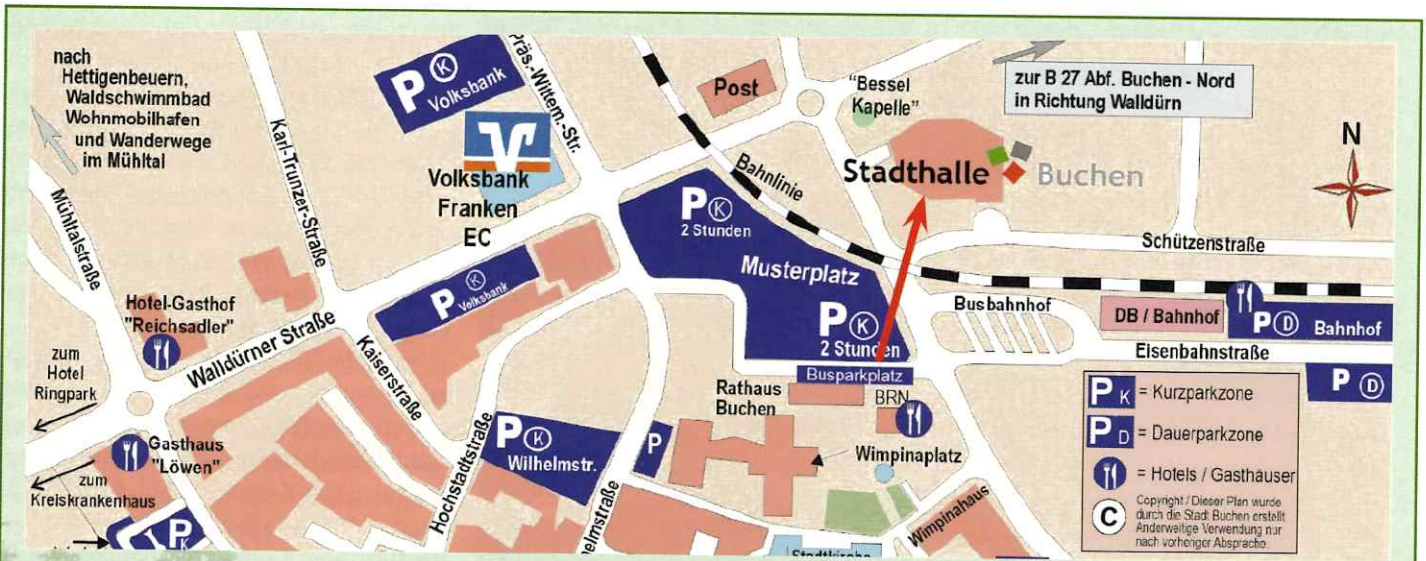 nach
Hettigenbeuern,
Waldschwimmbad
Wohnmobilhafen
und Wanderwege
im Mühltal
Mühltalstraße
Karl-Trunzer-Straße
P K
Volksbank
Präs.-Wittem.-Str.
Volksbank
Franken
EC
Post
"Bessel
Kapelle"
zur B 27 Abf. Buchen - Nord
in Richtung Walldürn
N
Bahnlinie
Stadthalle
Buchen
P K
2 Stunden
Musterplatz
P K
2 Stunden
Schützenstraße
Busbahnhof
DB / Bahnhof
P D Bahnhof
Eisenbahnstraße
P D
Hotel-Gasthof
"Reichsadler"
P K
Volksbank
Walldürner Straße
Kaiserstraße
zum
Hotel
Ringpark
Gasthaus
"Löwen"
zum
Kreiskrankenhaus
PK
Hochstadtstraße
P K
Wilhelmstr.
helmstraße
P
Busparkplatz
Rathaus
Buchen
BRN
Wimpinaplatz
Wimpinahaus
Stadtkirche
P K = Kurzparkzone
P D = Dauerparkzone
= Hotels / Gasthäuser
C
Copyright / Dieser Plan wurde
durch die Stadt Buchen erstellt
Anderweitige Verwendung nur
nach vorheriger Absprache.